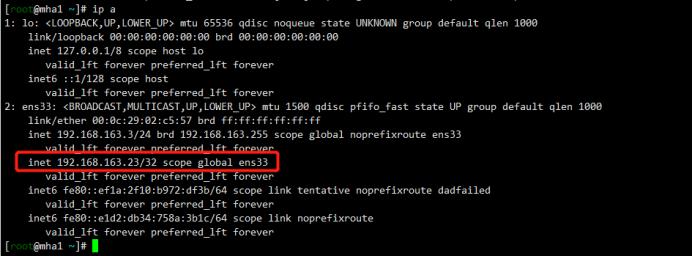 [root@mha1 ~]# ip a
1: lo: <LOOPBACK,UP,LOWER_UP> mtu 65536 qdisc noqueue state UNKNOWN group default qlen 1000
    link/loopback 00:00:00:00:00:00 brd 00:00:00:00:00:00
    inet 127.0.0.1/8 scope host lo
       valid_lft forever preferred_lft forever
    inet6 ::1/128 scope host
       valid_lft forever preferred_lft forever
2: ens33: <BROADCAST,MULTICAST,UP,LOWER_UP> mtu 1500 qdisc pfifo_fast state UP group default qlen 1000
    link/ether 00:0c:29:02:c5:57 brd ff:ff:ff:ff:ff:ff
    inet 192.168.163.3/24 brd 192.168.163.255 scope global noprefixroute ens33
       valid_lft forever preferred_lft forever
    inet 192.168.163.23/32 scope global ens33
       valid_lft forever preferred_lft forever
    inet6 fe80::ef1a:2f10:b972:df3b/64 scope link tentative noprefixroute dadfailed
       valid_lft forever preferred_lft forever
    inet6 fe80::e1d2:db34:758a:3b1c/64 scope link noprefixroute
       valid_lft forever preferred_lft forever
[root@mha1 ~]#